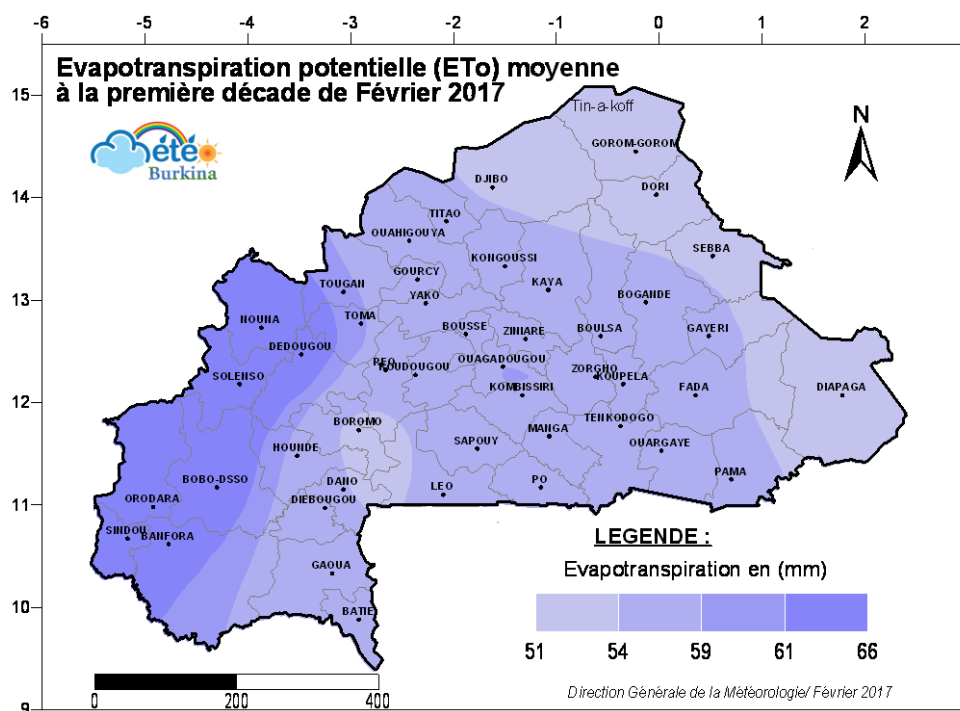 -6 -5 -4 -3 -2 -1 0 1 2
Evapotranspiration potentielle (ETo) moyenne
à la première décade de Février 2017
15
Tin-a-koff
N
été
Burkina
GOROM-GOROM
DJIBO
DORI
14
TITAO
OUAHIGOUYA
SEBBA
KONGOUSSI
GOURCY
TOUGAN
KAYA
13
YAKO
BOGANDE
NOUNA
TOMA
BOUSSE
ZINIARE
BOULSA
GAYERI
DEDOUGOU
OUAGADOUGOU
REO
KOUDOUGOU
ZORGHO
SOLENSO
KOUPELA
KOMBISSIRI
FADA
DIAPAGA
12
BOROMO
TENKODOGO
MANGA
HOUNDE
SAPOUY
OUARGAYE
BOBO-DSSO
DANO
LEO
PO
PAMA
11
ORODARA
DIEBOUGOU
SINDOU
BANFORA
LEGENDE :
GAOUA
Evapotranspiration en (mm)
10
BATIE
51 54 59 61 66
0 200 400
Direction Générale de la Météorologie/ Février 2017
9